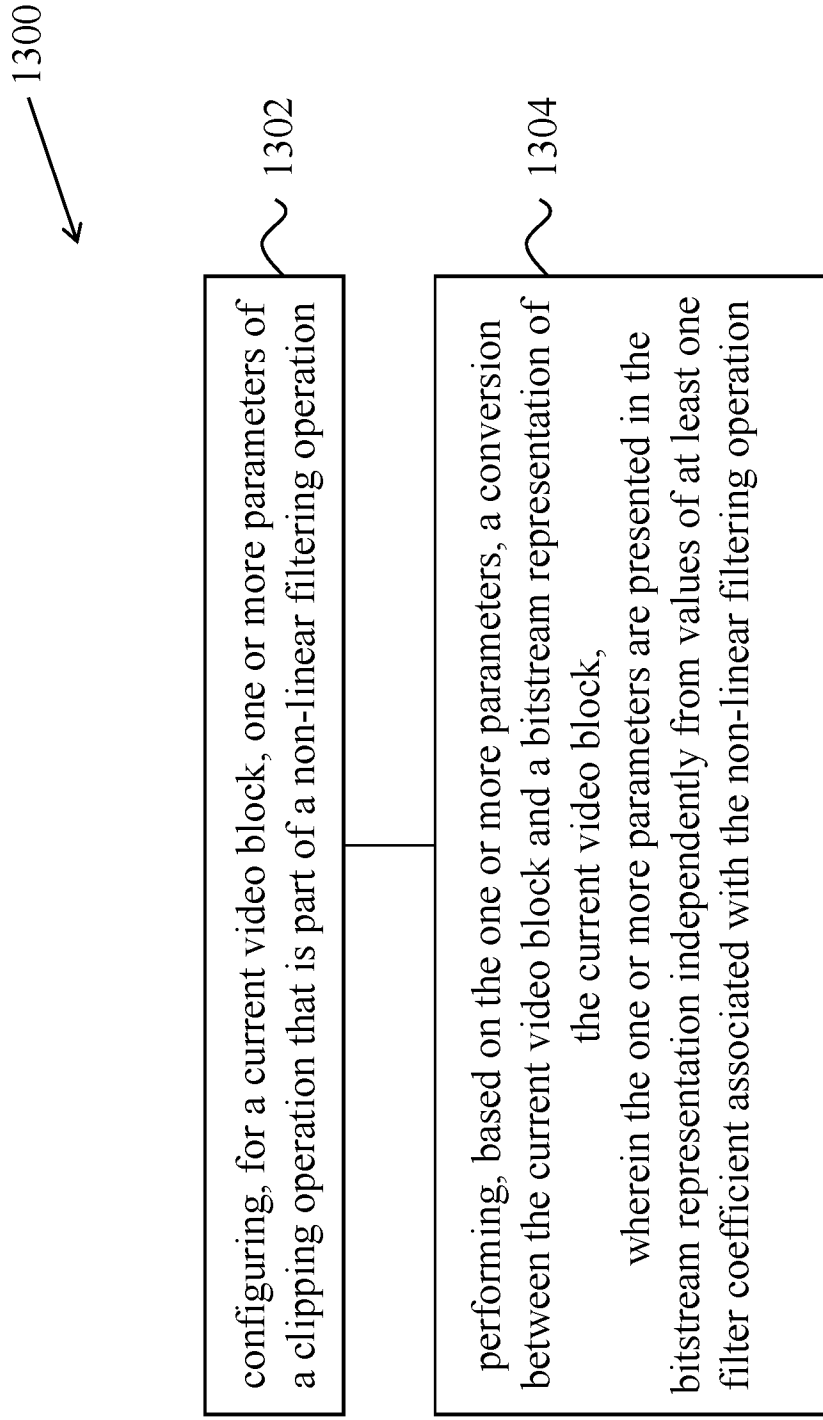 1300
1302
configuring, for a current video block, one or more parameters of
a clipping operation that is part of a non-linear filtering operation
1304
performing, based on the one or more parameters, a conversion
between the current video block and a bitstream representation of
the current video block,
wherein the one or more parameters are presented in the
bitstream representation independently from values of at least one
filter coefficient associated with the non-linear filtering operation